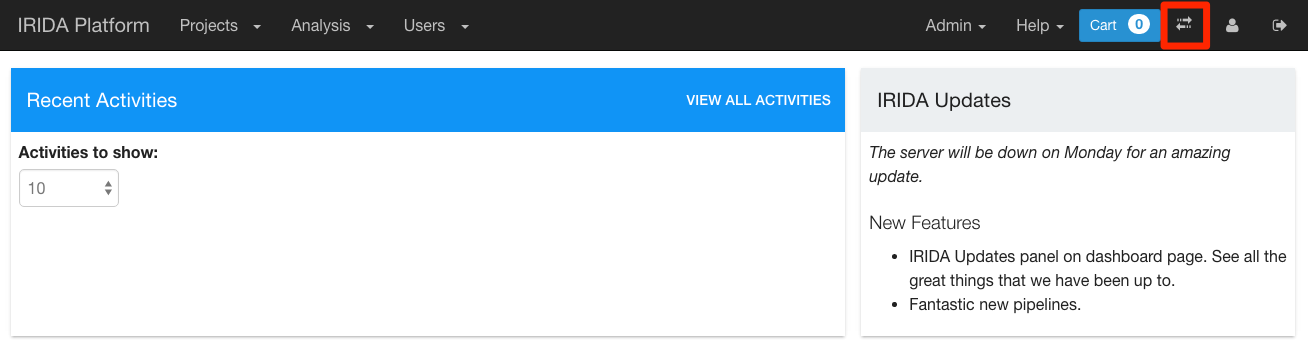 IRIDA Platform Projects Analysis Users Admin Help Cart 0
Recent Activities VIEW ALL ACTIVITIES
Activities to show:
10
IRIDA Updates
The server will be down on Monday for an amazing
update.
New Features
• IRIDA Updates panel on dashboard page. See all the
great things that we have been up to.
• Fantastic new pipelines.